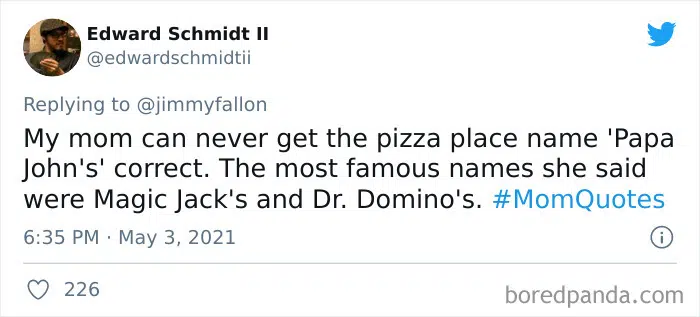 Edward Schmidt II
@edwardschmidtii
Replying to @jimmyfallon
My mom can never get the pizza place name 'Papa
John's' correct. The most famous names she said
were Magic Jack's and Dr. Domino's. #MomQuotes
6:35 PM · May 3, 2021
226
boredpanda.com